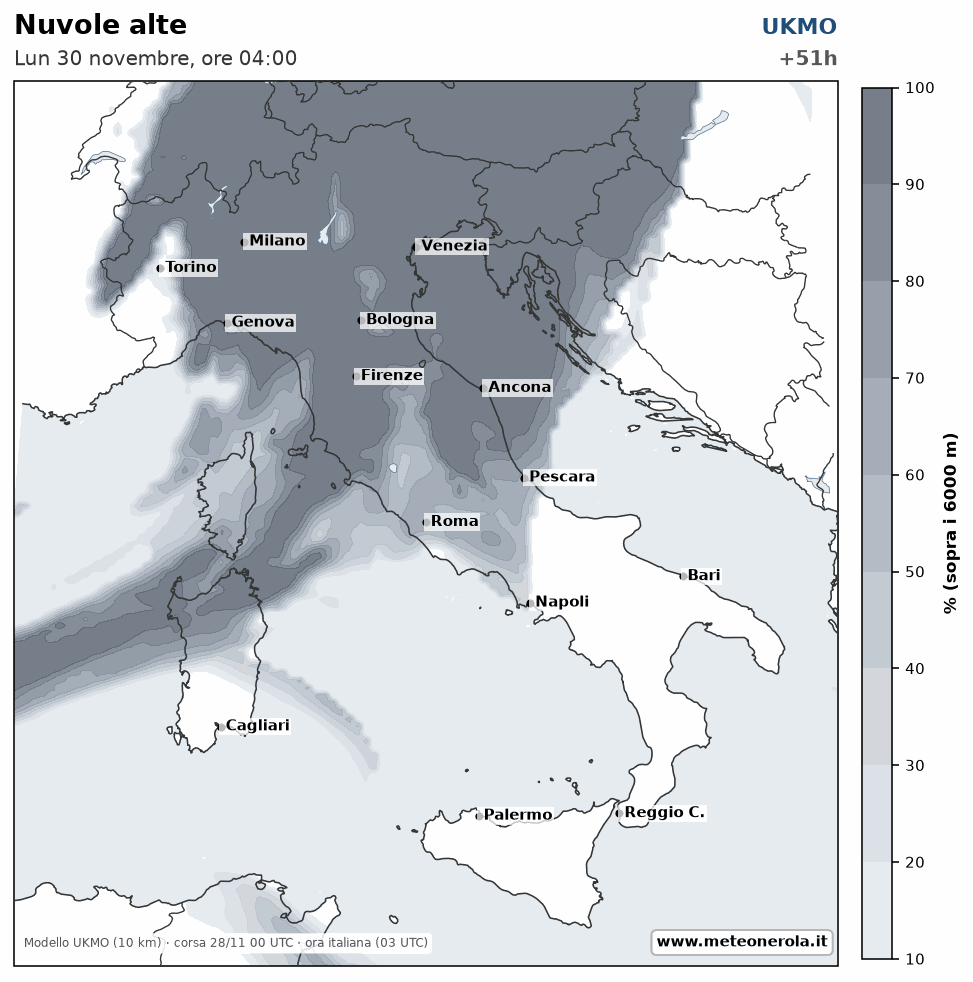 Nuvole alte
UKMO
Lun 30 novembre, ore 04:00
+51h
100
90
80
70
60
50
40
30
20
10
% (sopra i 6000 m)
Milano
Venezia
Torino
Genova
Bologna
Firenze
Ancona
Pescara
Roma
Bari
Napoli
Cagliari
Palermo
Reggio C.
Modello UKMO (10 km) · corsa 28/11 00 UTC · ora italiana (03 UTC)
www.meteonerola.it